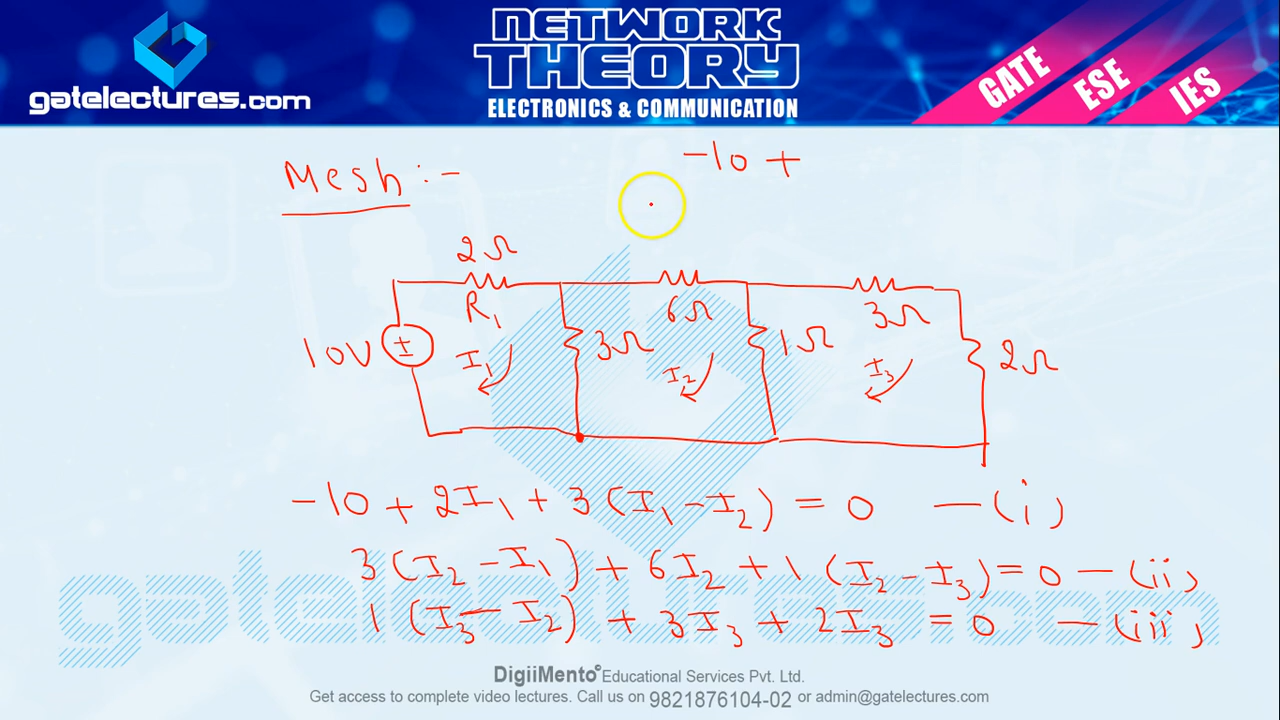 gatelectures.com
NETWORK
THEORY
ELECTRONICS & COMMUNICATION
GATE
ESE
IES
Mesh :-
-10 +
2Ω
R₁
10V
±
I₁
3Ω
6Ω
I₂
1Ω
3Ω
I₃
2Ω
-10 + 2I₁ + 3(I₁-I₂) = 0 —(i)
3(I₂-I₁) + 6I₂ + 1(I₂-I₃) = 0 —(ii)
1(I₃-I₂) + 3I₃ + 2I₃ = 0 —(iii)
gatelectures.com
DigiiMento© Educational Services Pvt. Ltd.
Get access to complete video lectures. Call us on 9821876104-02 or admin@gatelectures.com